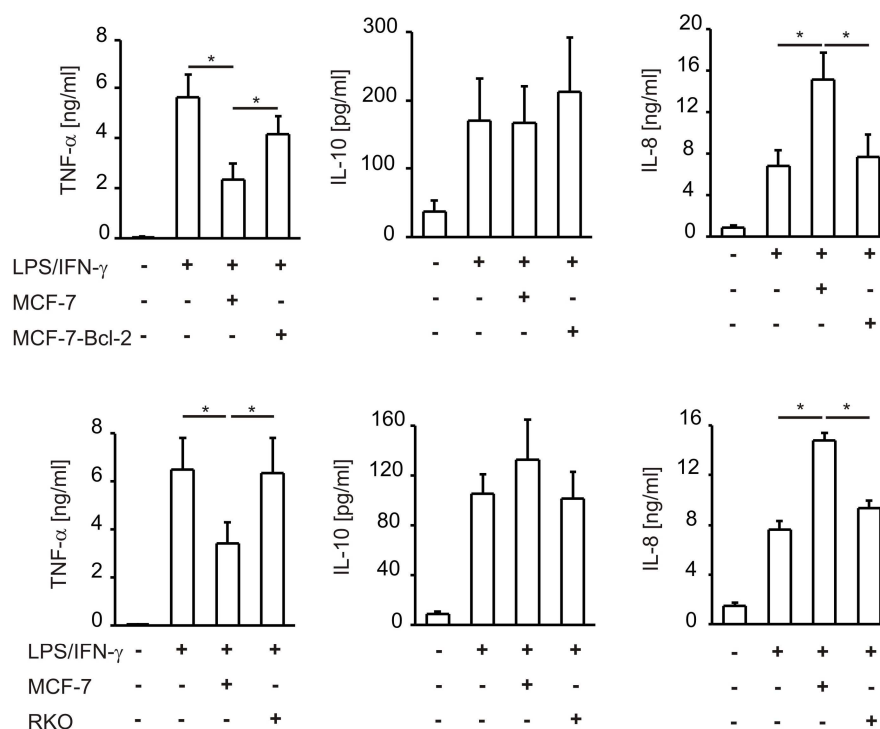 TNF-α [ng/ml]
8
6
4
2
0
*
*
IL-10 [pg/ml]
300
200
100
0
IL-8 [ng/ml]
20
16
12
8
4
0
* *
LPS/IFN-γ - + + + - + + + - + + +
MCF-7 - - + - - - + - - - + -
MCF-7-Bcl-2 - - - + - - - + - - - +
TNF-α [ng/ml]
8
6
4
2
0
* *
IL-10 [pg/ml]
160
120
80
40
0
IL-8 [ng/ml]
16
12
8
4
0
* *
LPS/IFN-γ - + + + - + + + - + + +
MCF-7 - - + - - - + - - - + -
RKO - - - + - - - + - - - +